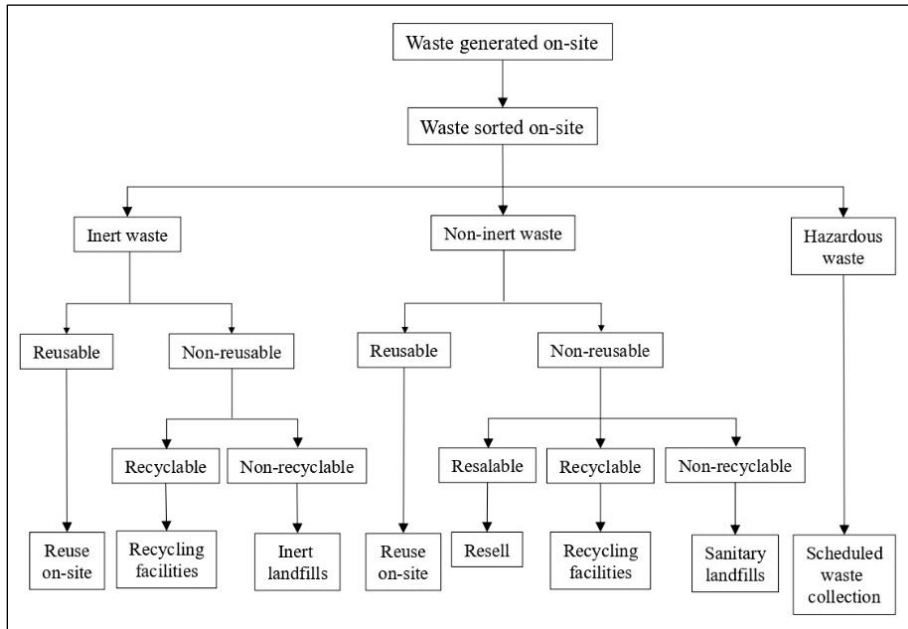 Waste generated on-site
Waste sorted on-site
Inert waste
Non-inert waste
Hazardous
waste
Reusable
Non-reusable
Reusable
Non-reusable
Recyclable
Non-recyclable
Resalable
Recyclable
Non-recyclable
Reuse
on-site
Recycling
facilities
Inert
landfills
Reuse
on-site
Resell
Recycling
facilities
Sanitary
landfills
Scheduled
waste
collection